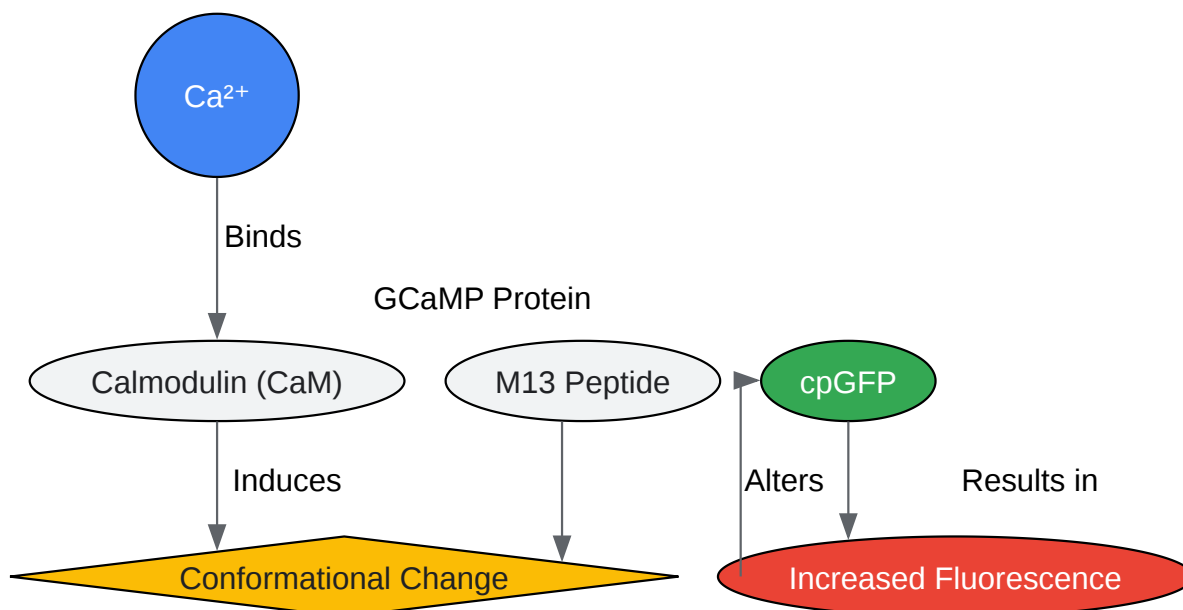 Ca²⁺
Binds
GCaMP Protein
Calmodulin (CaM)
M13 Peptide
cpGFP
Induces
Alters
Results in
Conformational Change
Increased Fluorescence